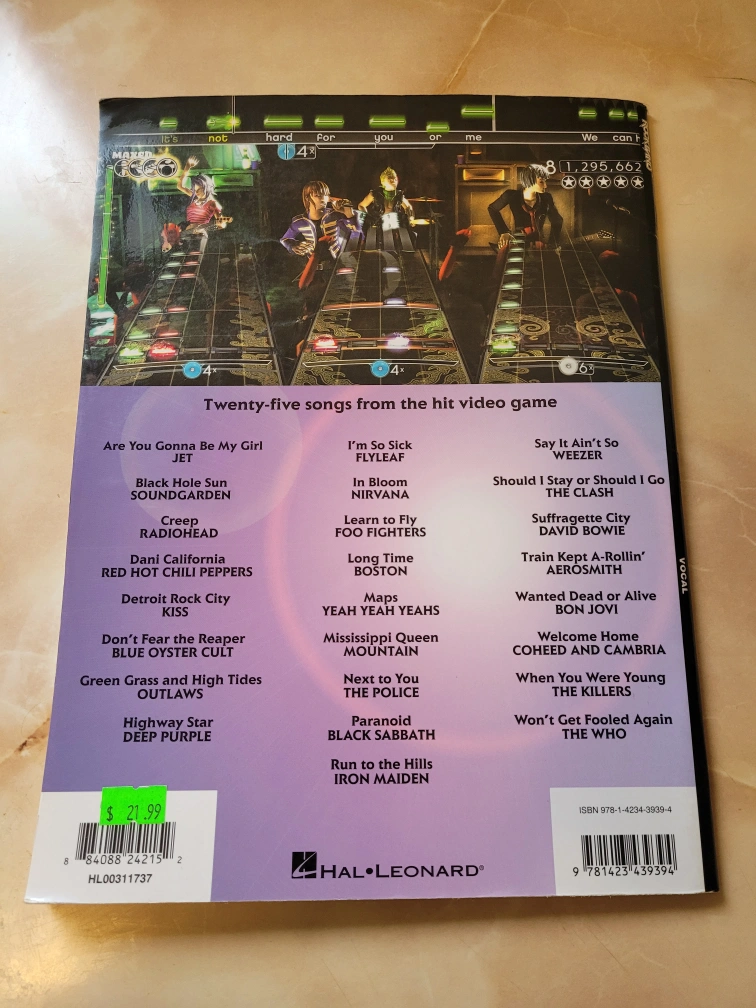 It's not hard for you or me We can h
4x
MAXED
8 1,295,662
4x
4x
6x
Twenty-five songs from the hit video game
Are You Gonna Be My Girl
JET
Black Hole Sun
SOUNDGARDEN
Creep
RADIOHEAD
Dani California
RED HOT CHILI PEPPERS
Detroit Rock City
KISS
Don't Fear the Reaper
BLUE OYSTER CULT
Green Grass and High Tides
OUTLAWS
Highway Star
DEEP PURPLE
I'm So Sick
FLYLEAF
In Bloom
NIRVANA
Learn to Fly
FOO FIGHTERS
Long Time
BOSTON
Maps
YEAH YEAH YEAHS
Mississippi Queen
MOUNTAIN
Next to You
THE POLICE
Paranoid
BLACK SABBATH
Run to the Hills
IRON MAIDEN
Say It Ain't So
WEEZER
Should I Stay or Should I Go
THE CLASH
Suffragette City
DAVID BOWIE
Train Kept A-Rollin'
AEROSMITH
Wanted Dead or Alive
BON JOVI
Welcome Home
COHEED AND CAMBRIA
When You Were Young
THE KILLERS
Won't Get Fooled Again
THE WHO
VOCAL
$ 21.99
8 84088 24215 2
HL00311737
HAL•LEONARD®
ISBN 978-1-4234-3939-4
9 781423 439394